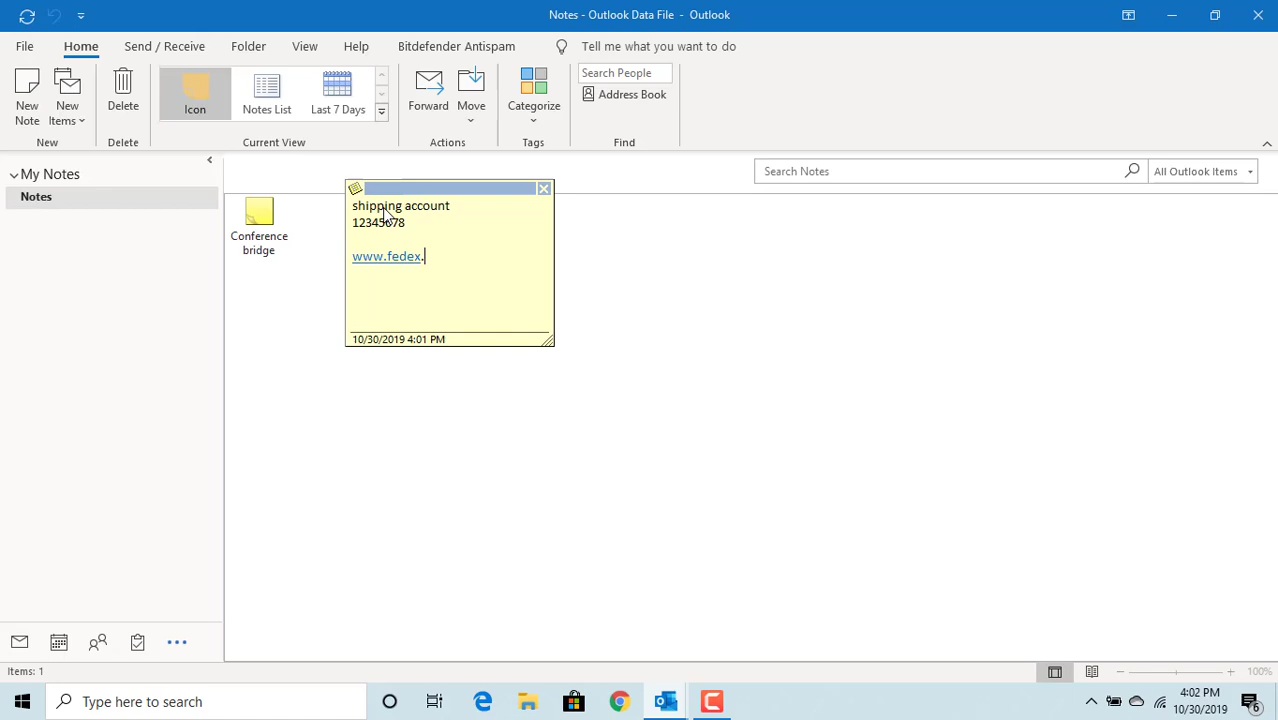 Notes - Outlook Data File - Outlook
File Home Send / Receive Folder View Help Bitdefender Antispam Tell me what you want to do
New Note
New Items
Delete
Icon
Notes List
Last 7 Days
Forward
Move
Categorize
Search People
Address Book
New
Delete
Current View
Actions
Tags
Find
My Notes
Notes
Search Notes
All Outlook Items
Conference
bridge
shipping account
12345678
www.fedex.
10/30/2019 4:01 PM
Items: 1
100%
Type here to search
4:02 PM
10/30/2019
6